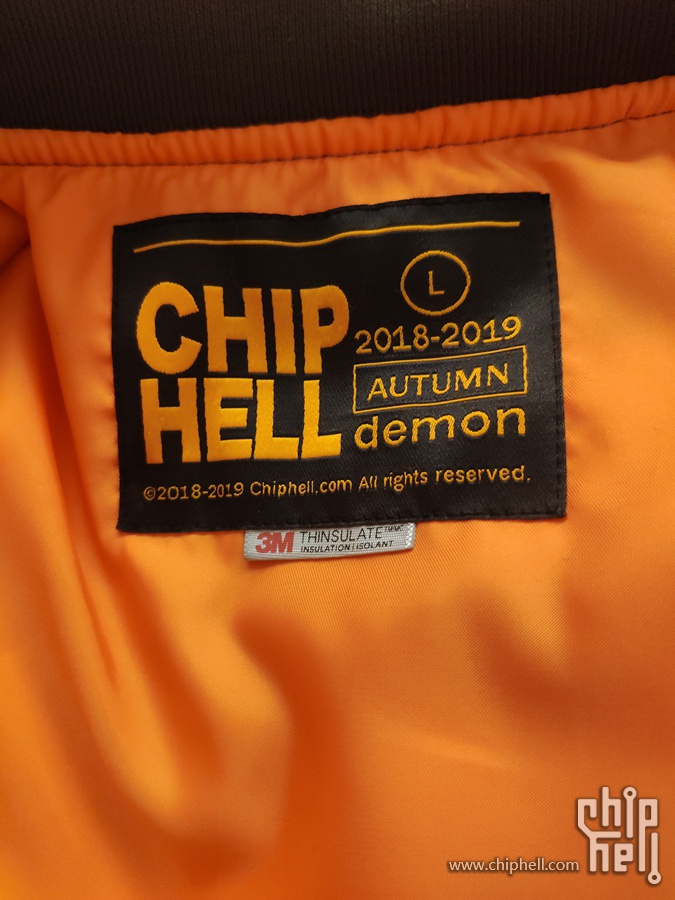 CHIP
HELL
L
2018-2019
AUTUMN
demon
©2018-2019 Chiphell.com All rights reserved.
3M THINSULATE™MC
INSULATION | ISOLANT
www.chiphell.com
chip
hell